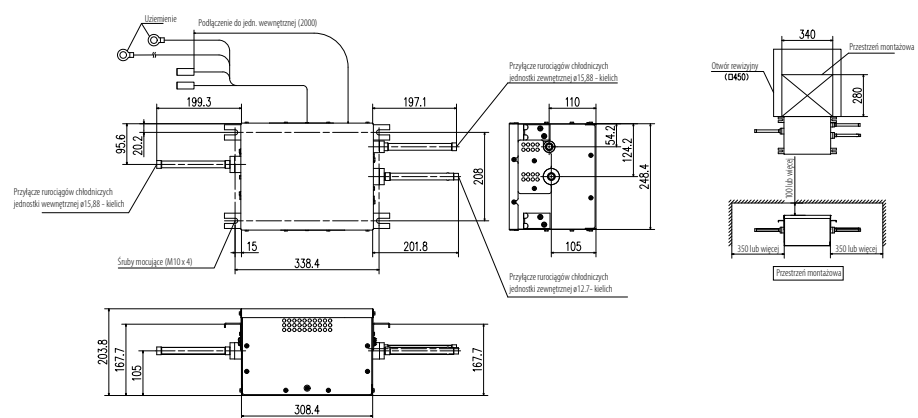 Uziemienie
Podłączenie do jedn. wewnętrznej (2000)
199.3
197.1
95.6
20.2
208
15
338.4
201.8
Przyłącze rurociągów chłodniczych
jednostki wewnętrznej ø15,88 - kielich
Śruby mocujące (M10 x 4)
Przyłącze rurociągów chłodniczych
jednostki zewnętrznej ø15,88 - kielich
Przyłącze rurociągów chłodniczych
jednostki zewnętrznej ø12.7- kielich
110
54.2
124.2
248.4
105
340
Przestrzeń montażowa
Otwór rewizyjny
(□450)
280
100 lub więcej
350 lub więcej
350 lub więcej
Przestrzeń montażowa
203.8
167.7
105
308.4
167.7